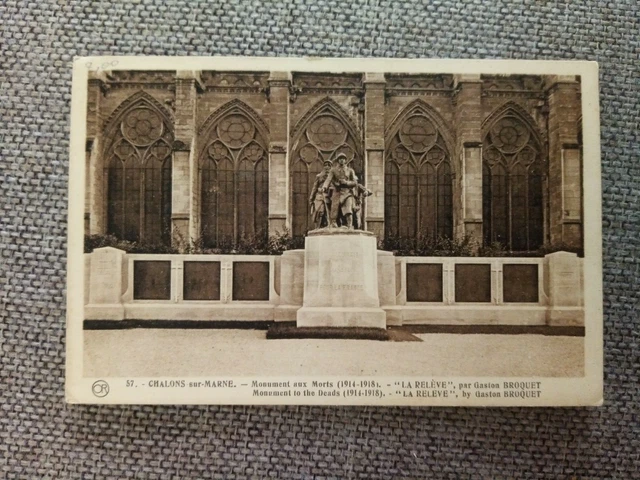 57. - CHALONS sur-MARNE. — Monument aux Morts (1914-1918). - "LA RELÈVE", par Gaston BROQUET
Monument to the Deads (1914-1918). - "LA RELEVE", by Gaston BROQUET